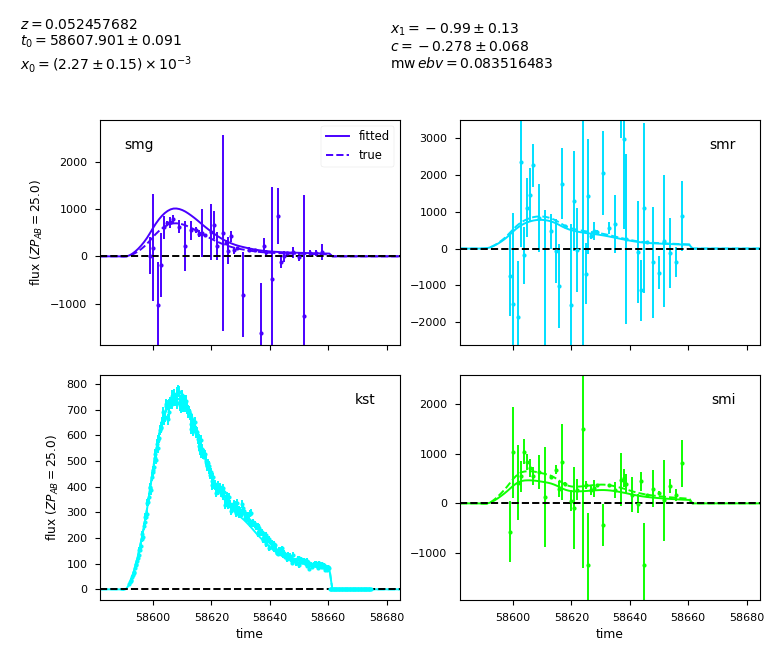 z = 0.052457682
t₀ = 58607.901 ± 0.091
x₀ = (2.27 ± 0.15) × 10⁻³
x₁ = −0.99 ± 0.13
c = −0.278 ± 0.068
mw ebv = 0.083516483
smg
fitted
true
2000
1000
0
−1000
flux (ZP_AB = 25.0)
smr
3000
2000
1000
0
−1000
−2000
kst
800
700
600
500
400
300
200
100
0
flux (ZP_AB = 25.0)
58600 58620 58640 58660 58680
time
smi
2000
1000
0
−1000
58600 58620 58640 58660 58680
time